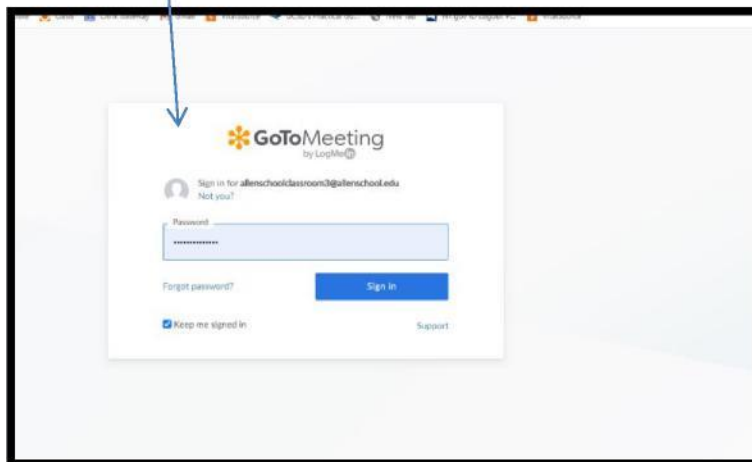 GoToMeeting
by LogMeIn
Sign in for allenschoolclassroom3@allenschool.edu
Not you?
Password
••••••••••••••
Forgot password?
Sign in
Keep me signed in
Support